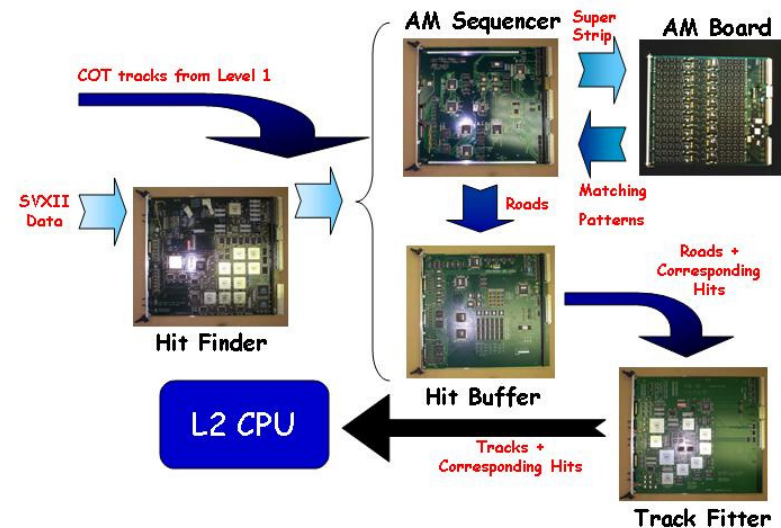 AM Sequencer
Super
Strip
AM Board
COT tracks from Level 1
SVXII
Data
Roads
Matching
Patterns
Roads +
Corresponding
Hits
Hit Finder
Hit Buffer
L2 CPU
Tracks +
Corresponding Hits
Track Fitter